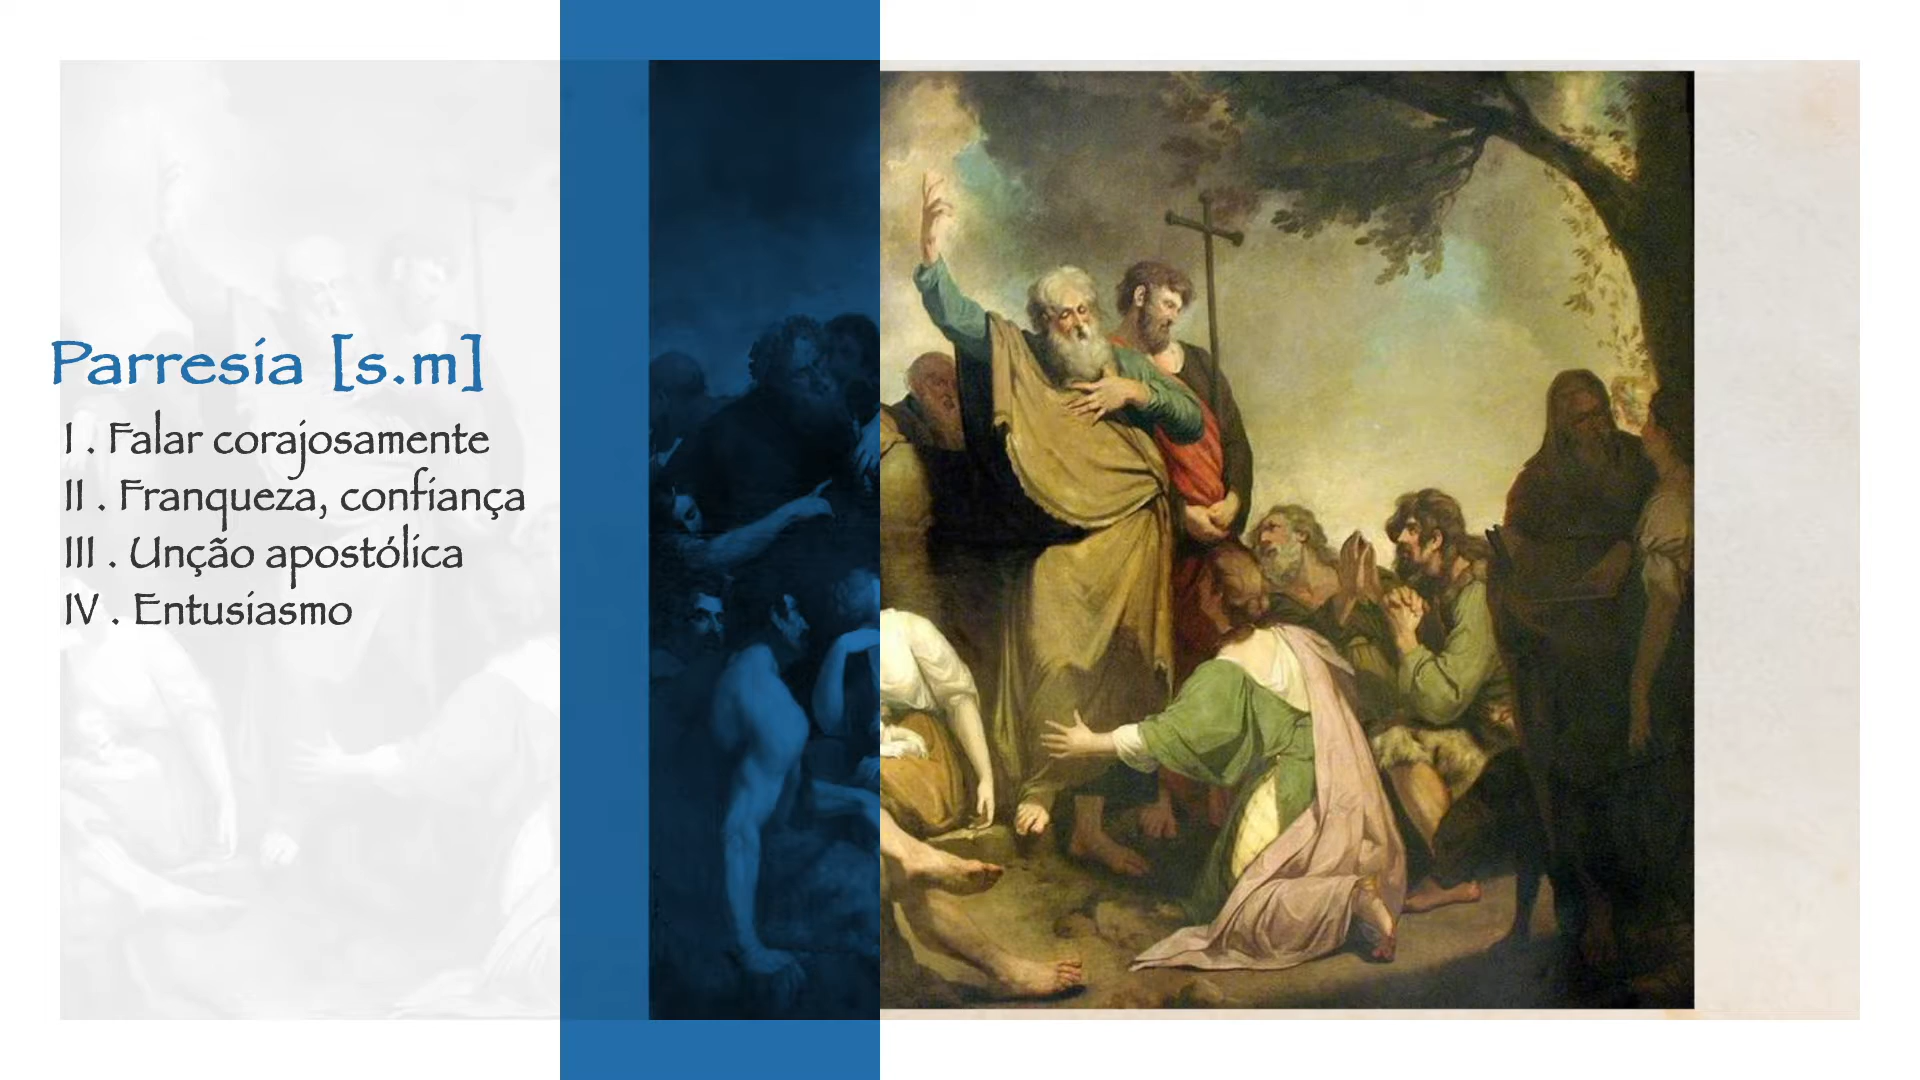 Parresia [s.m]
I . Falar corajosamente
II . Franqueza, confiança
III . Unção apostólica
IV . Entusiasmo